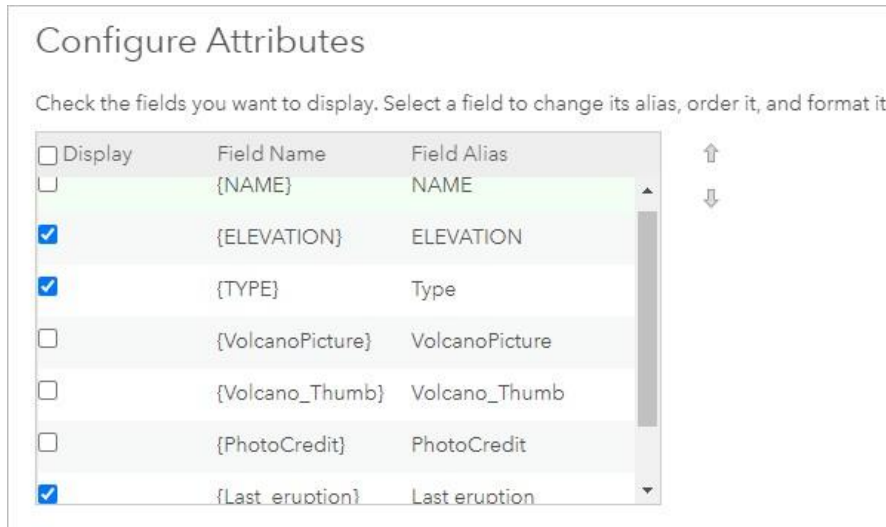 Configure Attributes
Check the fields you want to display. Select a field to change its alias, order it, and format it
Display Field Name Field Alias
{NAME} NAME
{ELEVATION} ELEVATION
{TYPE} Type
{VolcanoPicture} VolcanoPicture
{Volcano_Thumb} Volcano_Thumb
{PhotoCredit} PhotoCredit
{Last_eruption} Last eruption